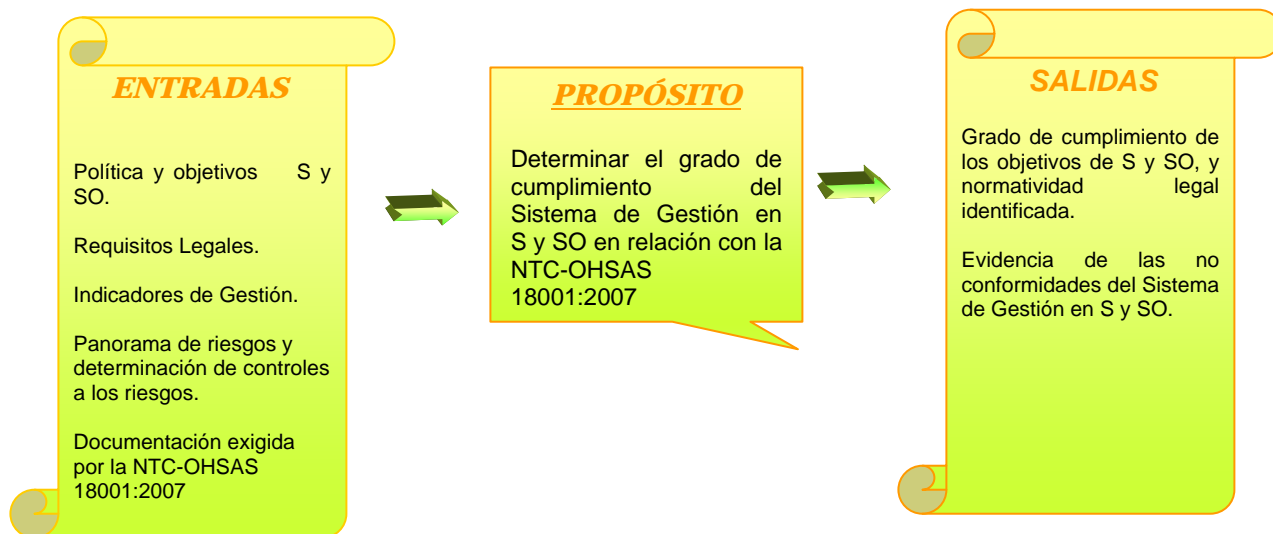 ENTRADAS
Política y objetivos S y
SO.
Requisitos Legales.
Indicadores de Gestión.
Panorama de riesgos y
determinación de controles
a los riesgos.
Documentación exigida
por la NTC-OHSAS
18001:2007
PROPÓSITO
Determinar el grado de
cumplimiento del
Sistema de Gestión en
S y SO en relación con la
NTC-OHSAS
18001:2007
SALIDAS
Grado de cumplimiento de
los objetivos de S y SO, y
normatividad legal
identificada.
Evidencia de las no
conformidades del Sistema
de Gestión en S y SO.